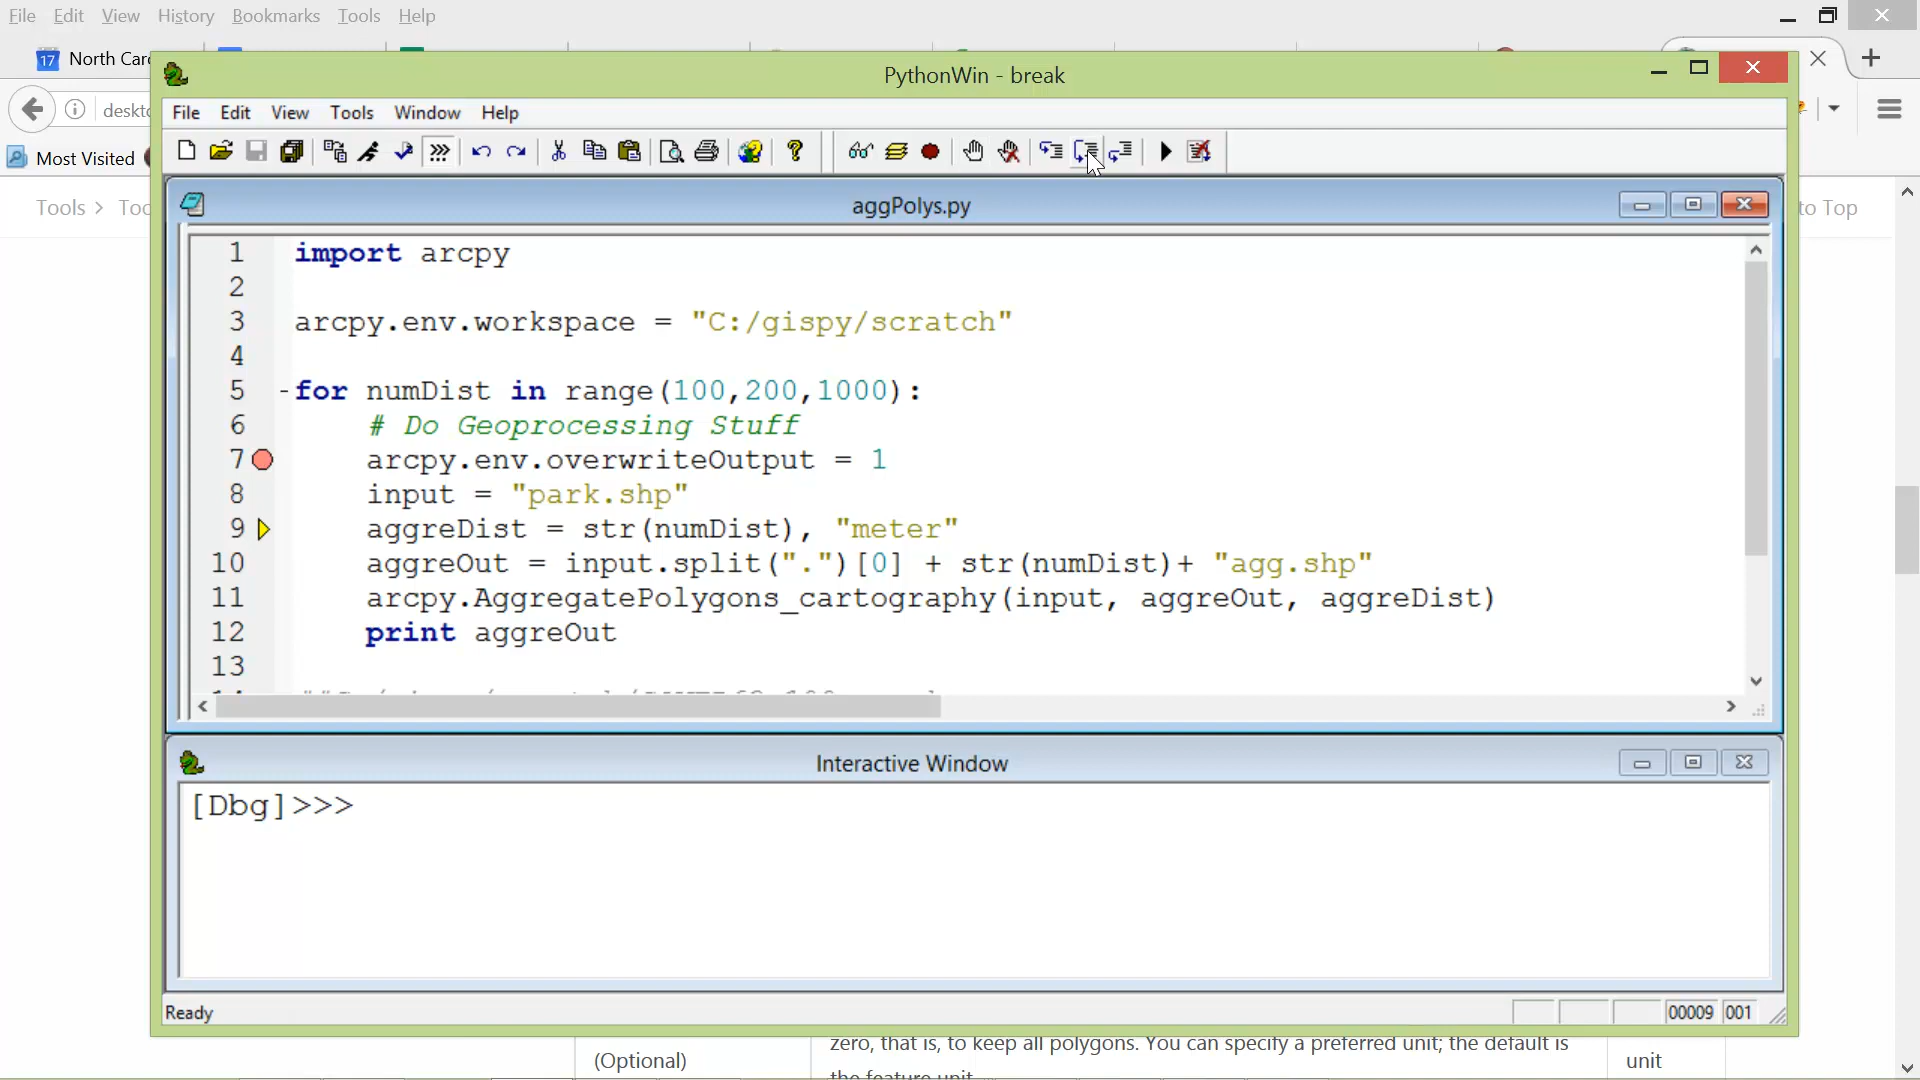 File Edit View History Bookmarks Tools Help
17 North Car
PythonWin - break
deskto
File Edit View Tools Window Help
Most Visited
Tools > Too
to Top
aggPolys.py
1 import arcpy
2
3 arcpy.env.workspace = "C:/gispy/scratch"
4
5 -for numDist in range(100,200,1000):
6 # Do Geoprocessing Stuff
7 arcpy.env.overwriteOutput = 1
8 input = "park.shp"
9 aggreDist = str(numDist), "meter"
10 aggreOut = input.split(".")[0] + str(numDist)+ "agg.shp"
11 arcpy.AggregatePolygons_cartography(input, aggreOut, aggreDist)
12 print aggreOut
13
Interactive Window
[Dbg]>>>
Ready
00009 001
zero, that is, to keep all polygons. You can specify a preferred unit; the default is
(Optional)
unit
the feature unit.